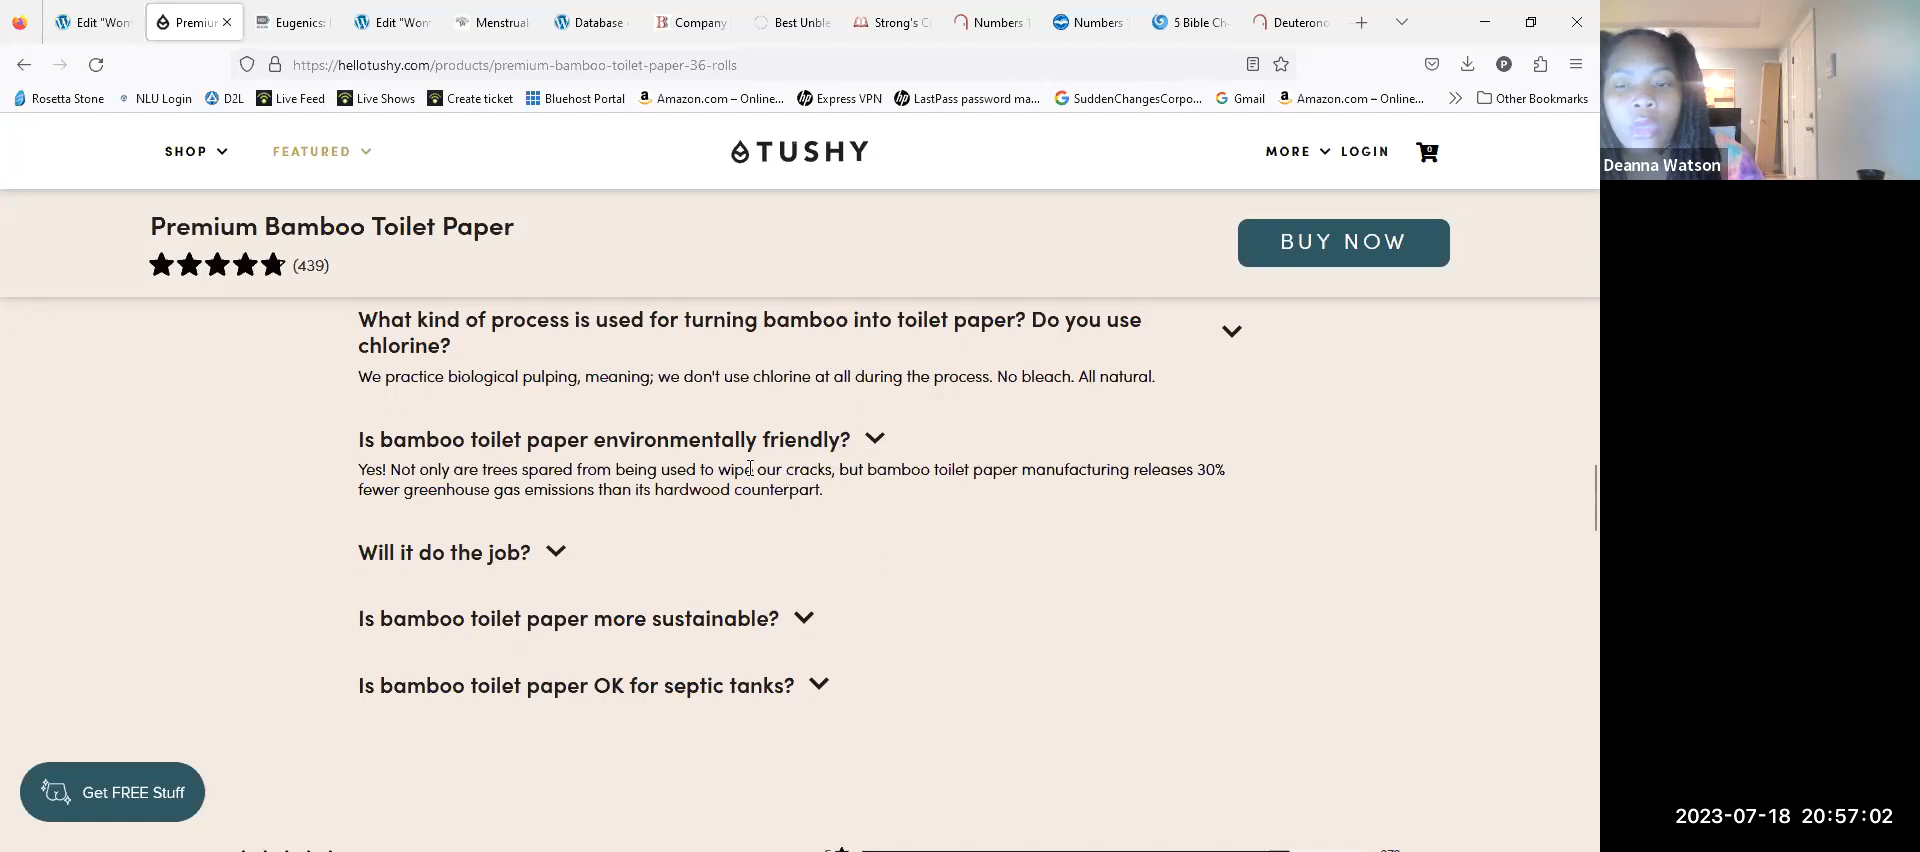 Edit "Won
Premiur
Eugenics:
Edit "Won
Menstrual
Database
Company
Best Unble
Strong's C
Numbers 1
Numbers
5 Bible Ch
Deuterono
https://hellotushy.com/products/premium-bamboo-toilet-paper-36-rolls
Rosetta Stone
NLU Login
D2L
Live Feed
Live Shows
Create ticket
Bluehost Portal
Amazon.com – Online...
Express VPN
LastPass password ma...
SuddenChangesCorpo...
Gmail
Amazon.com – Online...
Other Bookmarks
SHOP
FEATURED
TUSHY
MORE
LOGIN
0
Deanna Watson
Premium Bamboo Toilet Paper
(439)
BUY NOW
What kind of process is used for turning bamboo into toilet paper? Do you use
chlorine?
We practice biological pulping, meaning; we don't use chlorine at all during the process. No bleach. All natural.
Is bamboo toilet paper environmentally friendly?
Yes! Not only are trees spared from being used to wipe our cracks, but bamboo toilet paper manufacturing releases 30%
fewer greenhouse gas emissions than its hardwood counterpart.
Will it do the job?
Is bamboo toilet paper more sustainable?
Is bamboo toilet paper OK for septic tanks?
Get FREE Stuff
2023-07-18 20:57:02